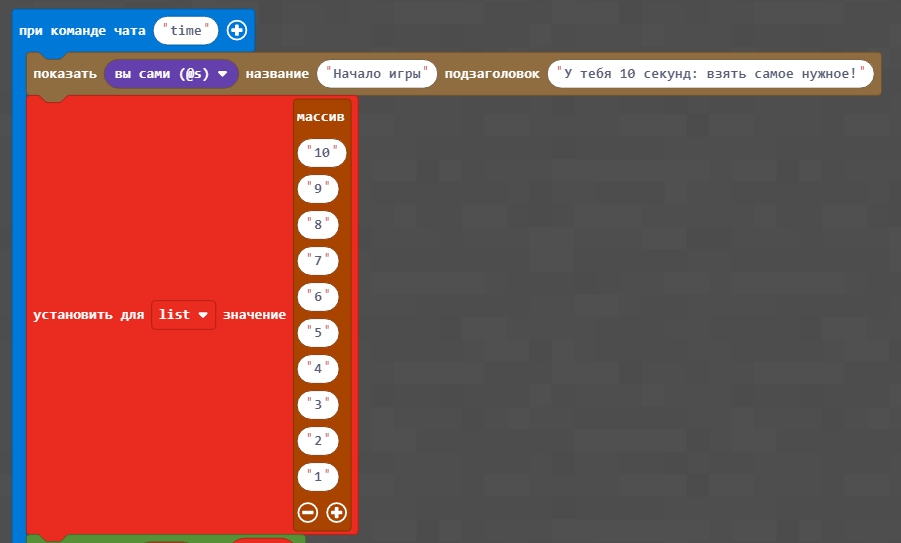 при команде чата "time"
показать вы сами (@s) название "Начало игры" подзаголовок "У тебя 10 секунд: взять самое нужное!"
массив
"10"
"9"
"8"
"7"
"6"
установить для list значение
"5"
"4"
"3"
"2"
"1"